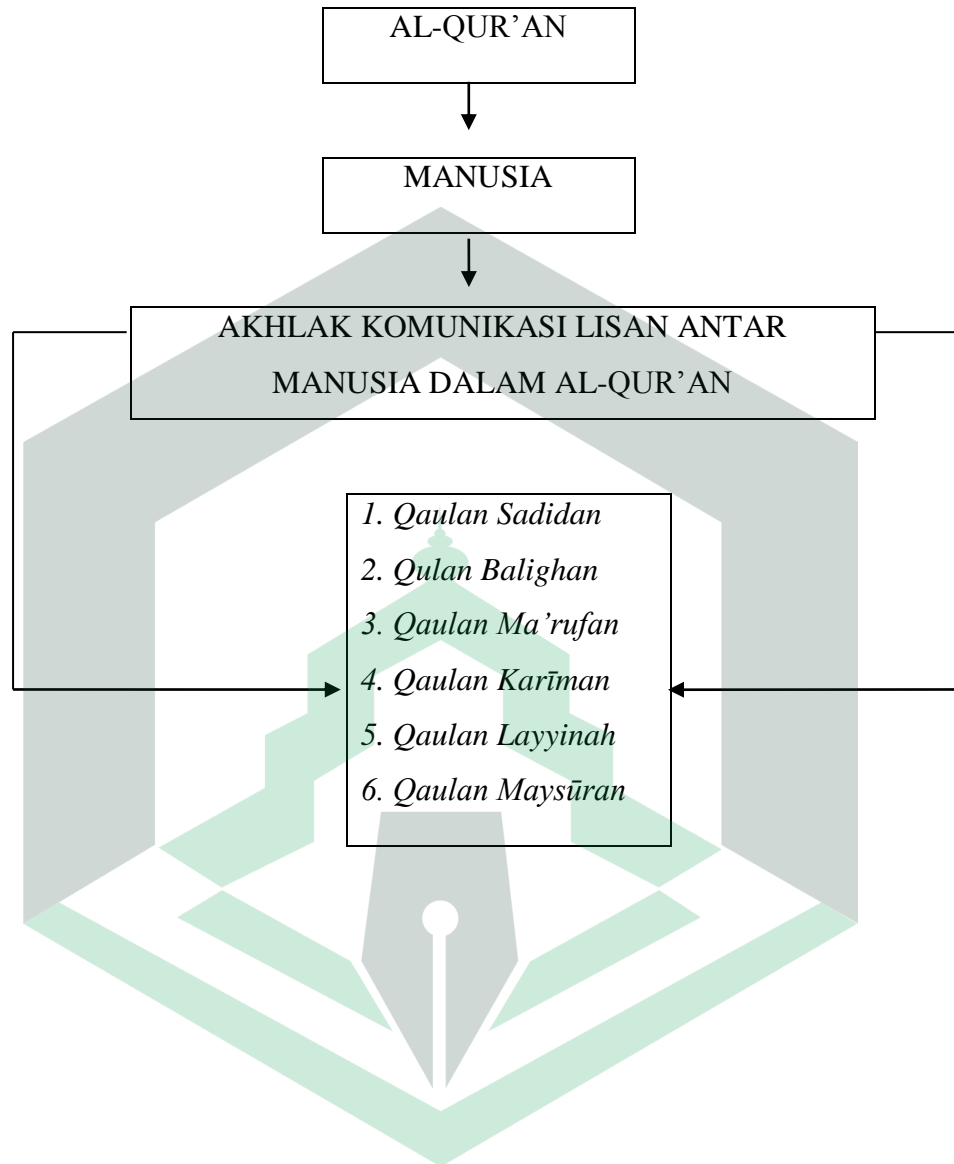 AL-QUR’AN
MANUSIA
AKHLAK KOMUNIKASI LISAN ANTAR
MANUSIA DALAM AL-QUR’AN
1. Qaulan Sadidan
2. Qulan Balighan
3. Qaulan Ma’rufan
4. Qaulan Karīman
5. Qaulan Layyinah
6. Qaulan Maysūran